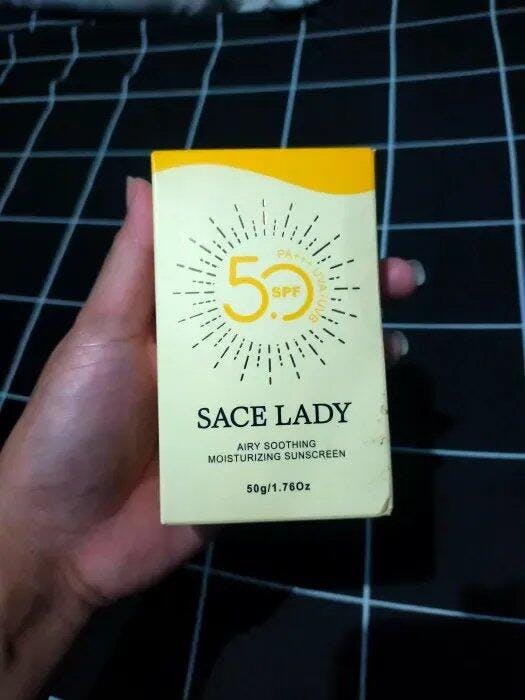 PA+++ UVA/UVB
50
SPF
SACE LADY
AIRY SOOTHING
MOISTURIZING SUNSCREEN
50g/1.76Oz